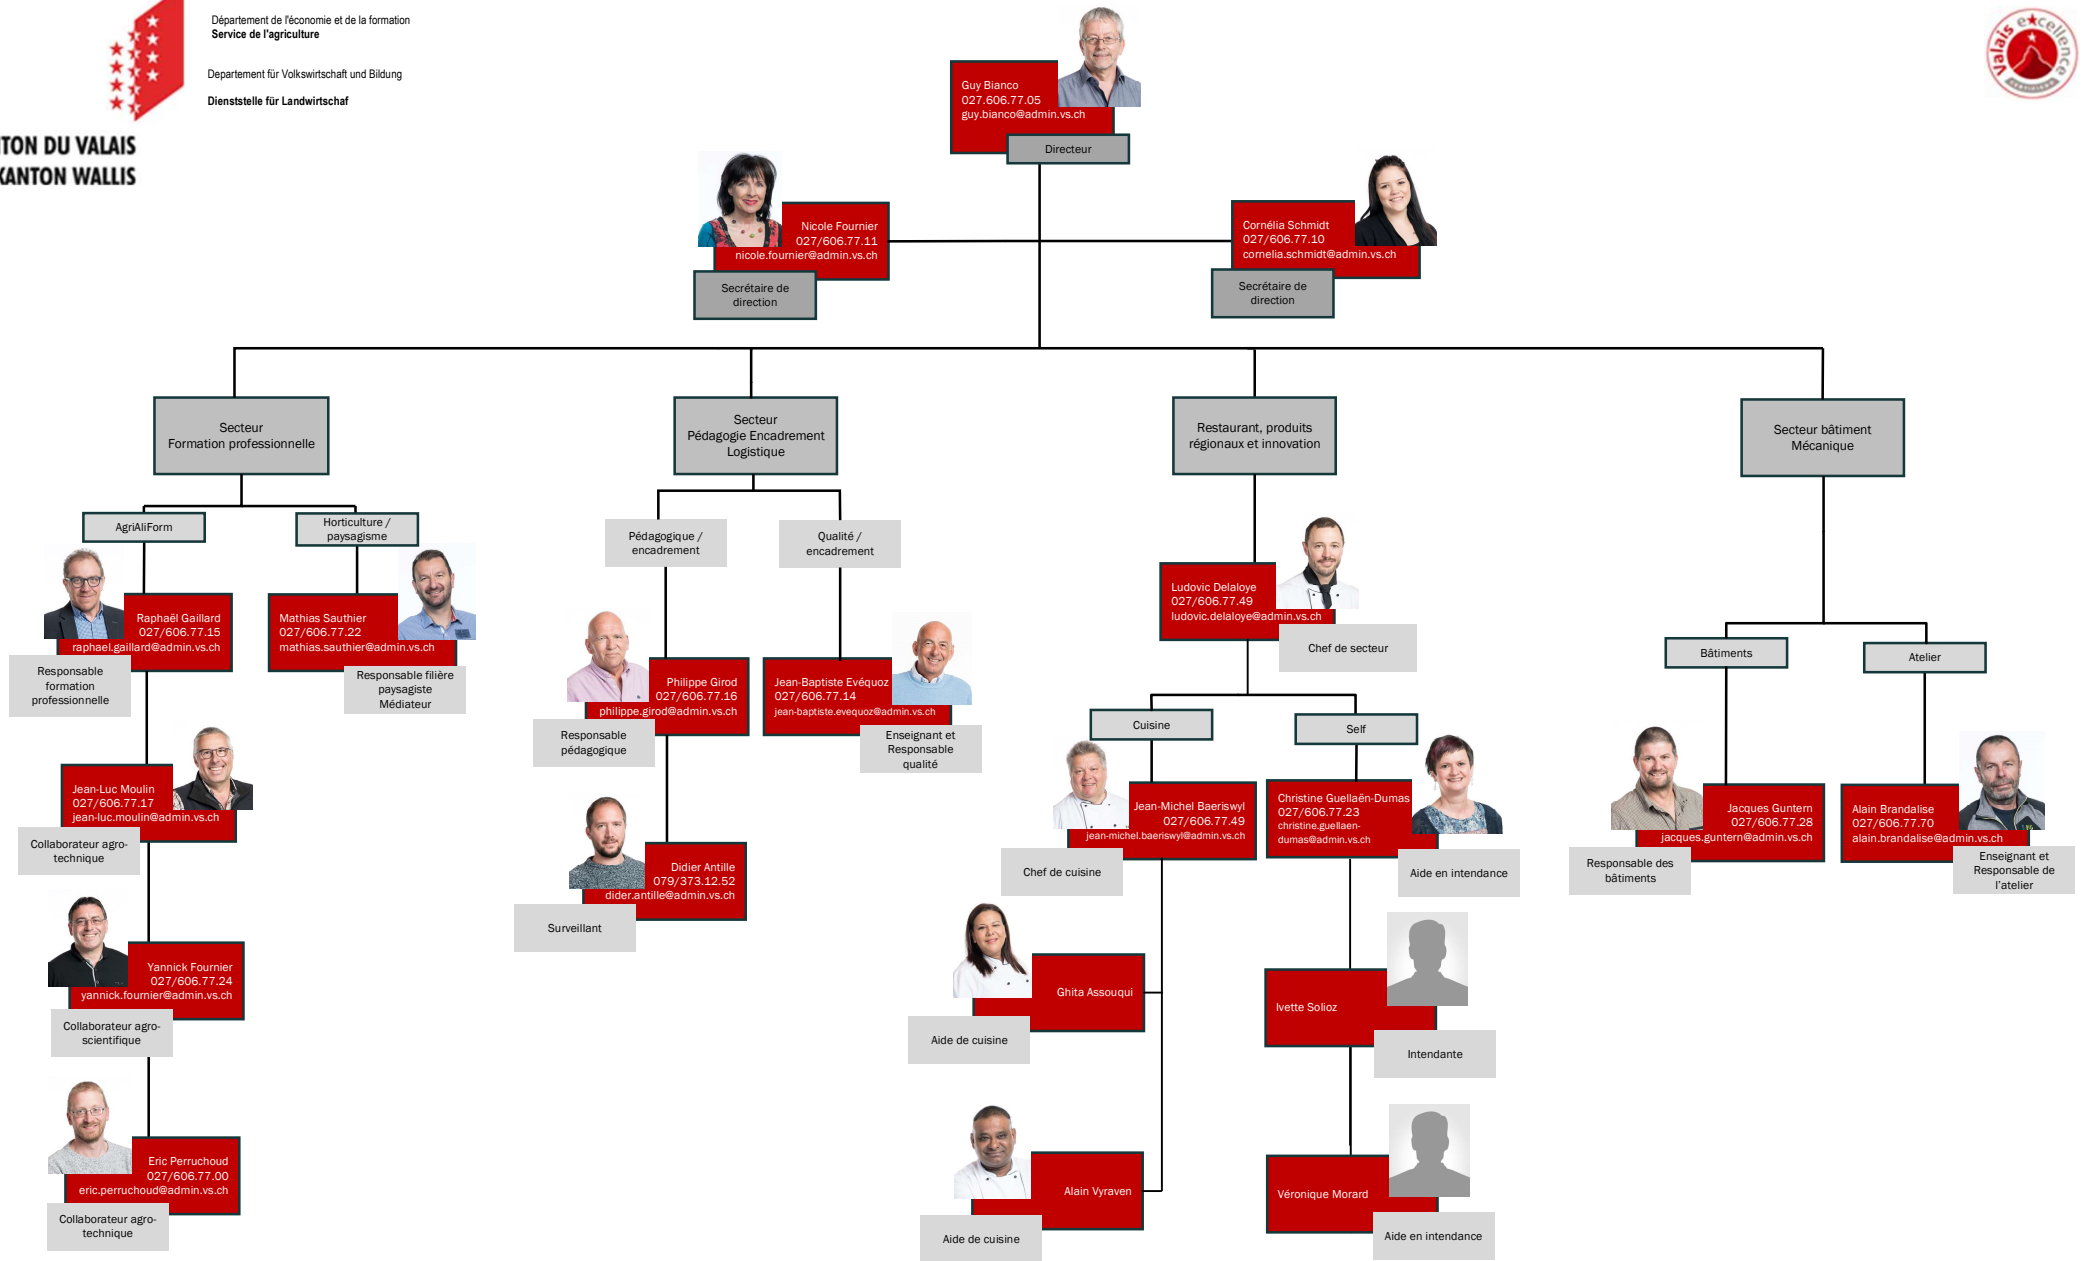 Département de l'économie et de la formation
Service de l'agriculture
Departement für Volkswirtschaft und Bildung
Dienststelle für Landwirtschaf
TON DU VALAIS
KANTON WALLIS
Valais excellence
Guy Bianco
027.606.77.05
guy.bianco@admin.vs.ch
Directeur
Nicole Fournier
027/606.77.11
nicole.fournier@admin.vs.ch
Secrétaire de
direction
Cornélia Schmidt
027/606.77.10
cornelia.schmidt@admin.vs.ch
Secrétaire de
direction
Secteur
Formation professionnelle
Secteur
Pédagogie Encadrement
Logistique
Restaurant, produits
régionaux et innovation
Secteur bâtiment
Mécanique
AgriAliForm
Horticulture /
paysagisme
Raphaël Gaillard
027/606.77.15
raphael.gaillard@admin.vs.ch
Responsable
formation
professionnelle
Mathias Sauthier
027/606.77.22
mathias.sauthier@admin.vs.ch
Responsable filière
paysagiste
Médiateur
Jean-Luc Moulin
027/606.77.17
jean-luc.moulin@admin.vs.ch
Collaborateur agro-
technique
Yannick Fournier
027/606.77.24
yannick.fournier@admin.vs.ch
Collaborateur agro-
scientifique
Eric Perruchoud
027/606.77.00
eric.perruchoud@admin.vs.ch
Collaborateur agro-
technique
Pédagogique /
encadrement
Qualité /
encadrement
Philippe Girod
027/606.77.16
philippe.girod@admin.vs.ch
Responsable
pédagogique
Jean-Baptiste Evéquoz
027/606.77.14
jean-baptiste.evequoz@admin.vs.ch
Enseignant et
Responsable
qualité
Didier Antille
079/373.12.52
dider.antille@admin.vs.ch
Surveillant
Ludovic Delaloye
027/606.77.49
ludovic.delaloye@admin.vs.ch
Chef de secteur
Cuisine
Self
Jean-Michel Baeriswyl
027/606.77.49
jean-michel.baeriswyl@admin.vs.ch
Chef de cuisine
Christine Guellaën-Dumas
027/606.77.23
christine.guellaen-
dumas@admin.vs.ch
Aide en intendance
Ghita Assouqui
Aide de cuisine
Ivette Solioz
Intendante
Alain Vyraven
Aide de cuisine
Véronique Morard
Aide en intendance
Bâtiments
Atelier
Jacques Guntern
027/606.77.28
jacques.guntern@admin.vs.ch
Responsable des
bâtiments
Alain Brandalise
027/606.77.70
alain.brandalise@admin.vs.ch
Enseignant et
Responsable de
l'atelier